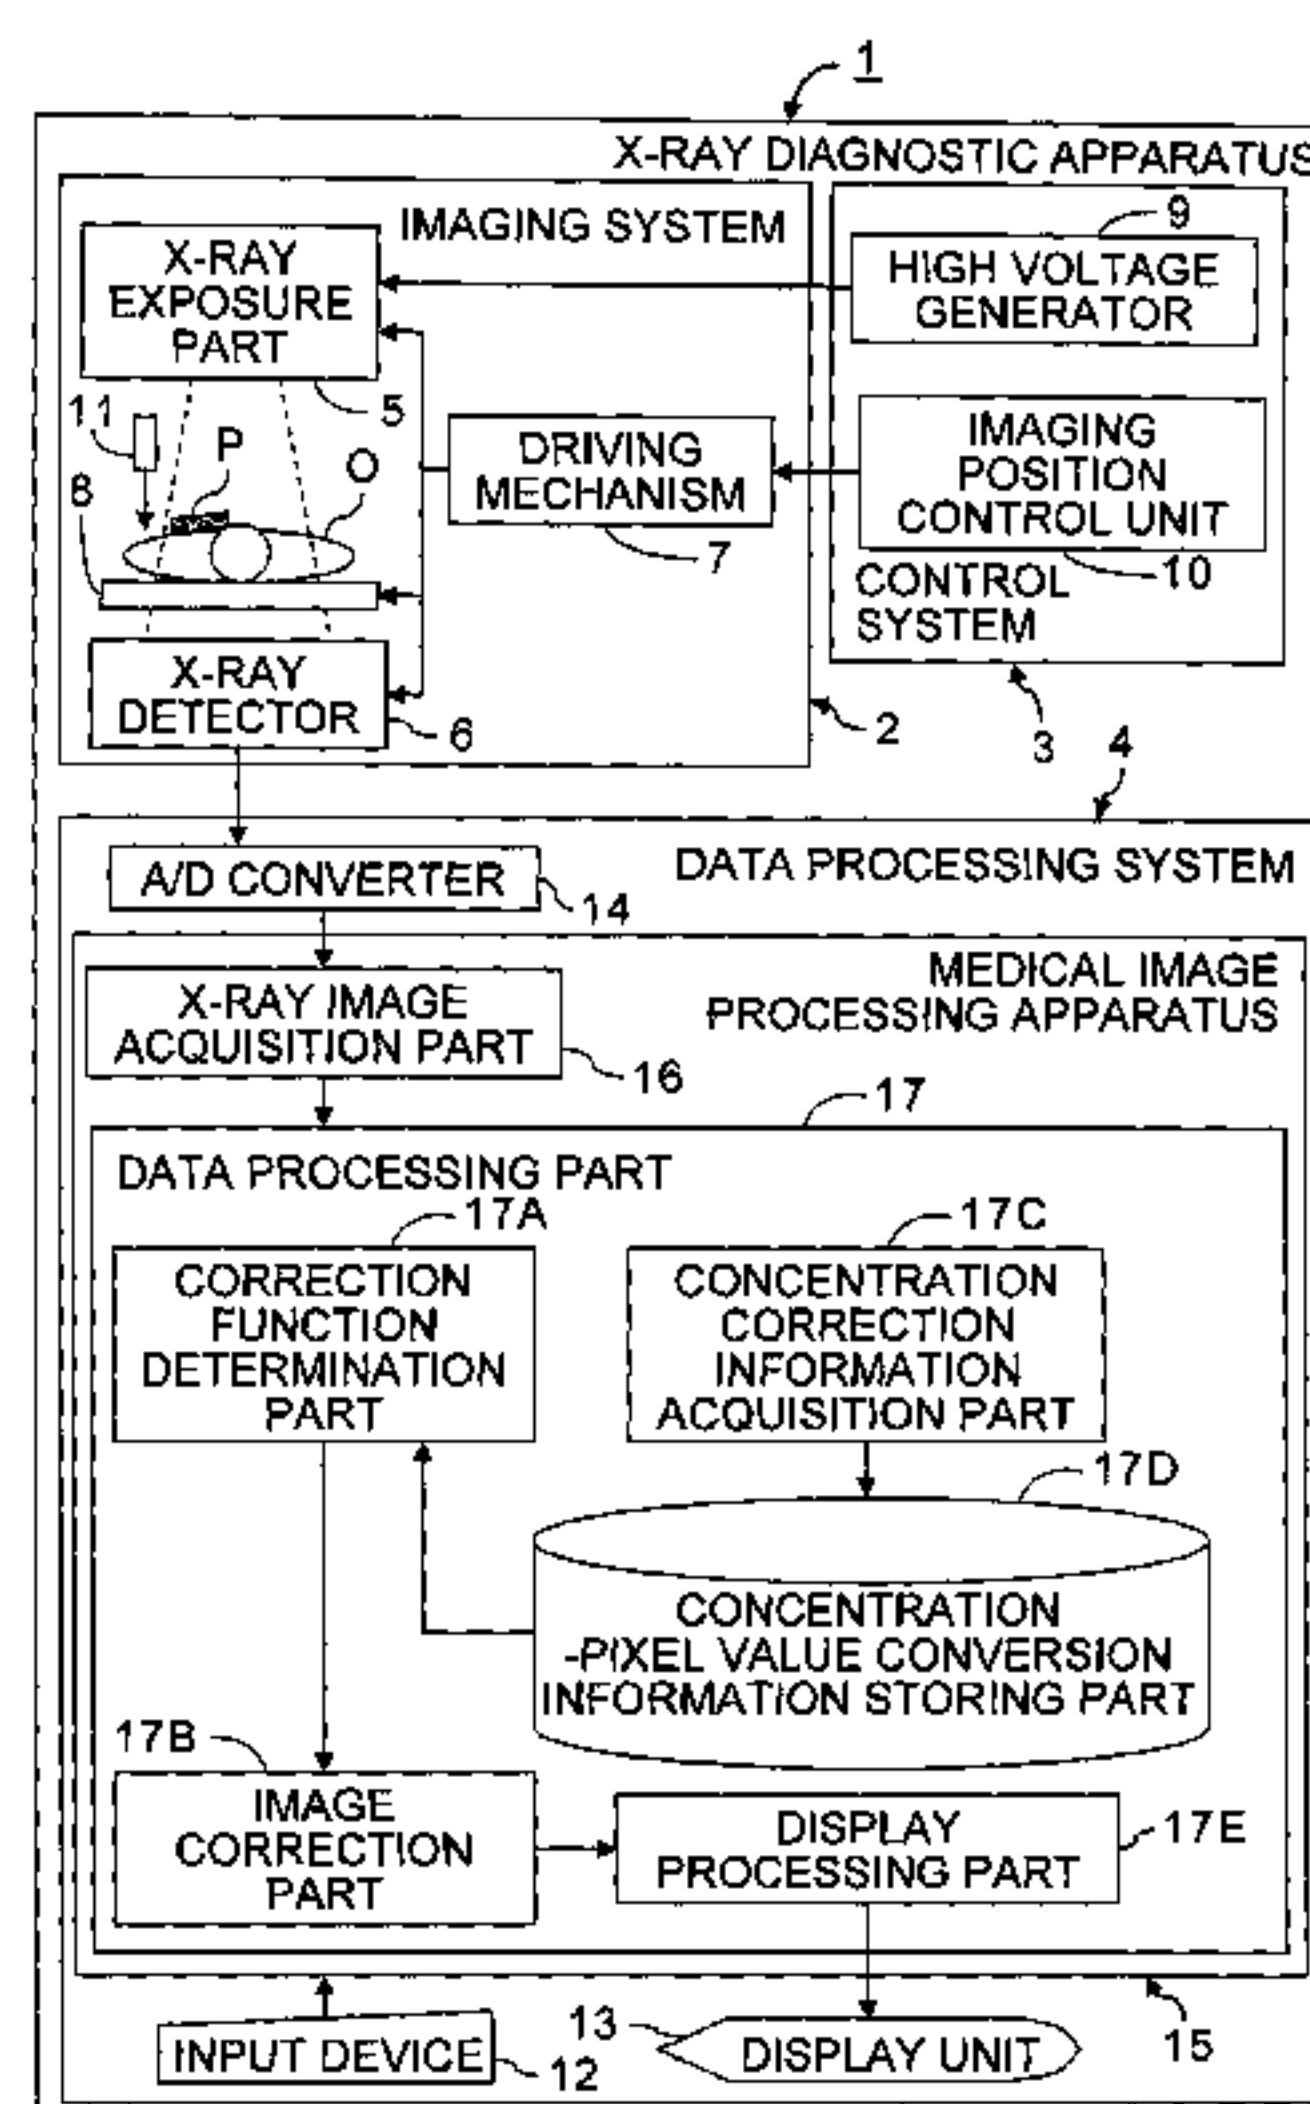 1
X-RAY DIAGNOSTIC APPARATUS
IMAGING SYSTEM
X-RAY
EXPOSURE
PART
5
11
P
O
8
DRIVING
MECHANISM
7
X-RAY
DETECTOR
6
2
9
HIGH VOLTAGE
GENERATOR
IMAGING
POSITION
CONTROL UNIT
10
CONTROL
SYSTEM
3
4
DATA PROCESSING SYSTEM
A/D CONVERTER
14
MEDICAL IMAGE
PROCESSING APPARATUS
X-RAY IMAGE
ACQUISITION PART
16
17
DATA PROCESSING PART
17A
CORRECTION
FUNCTION
DETERMINATION
PART
17C
CONCENTRATION
CORRECTION
INFORMATION
ACQUISITION PART
17D
CONCENTRATION
-PIXEL VALUE CONVERSION
INFORMATION STORING PART
17B
IMAGE
CORRECTION
PART
DISPLAY
PROCESSING PART
17E
INPUT DEVICE
12
13
DISPLAY UNIT
15